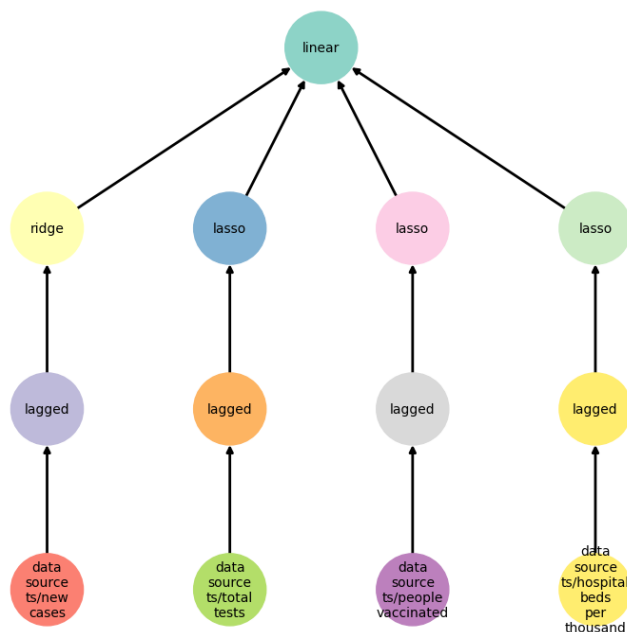 linear
ridge
lasso
lasso
lasso
lagged
lagged
lagged
lagged
data
source
ts/new
cases
data
source
ts/total
tests
data
source
ts/people
vaccinated
data
source
ts/hospital
beds
per
thousand